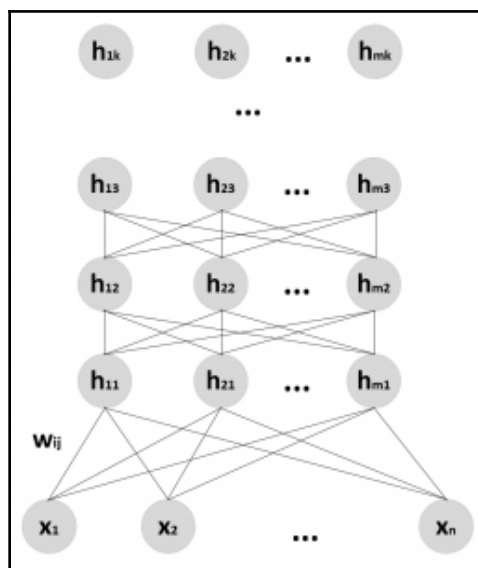 h1k h2k ... hmk
...
h13 h23 ... hm3
h12 h22 ... hm2
h11 h21 ... hm1
wij
x1 x2 ... xn